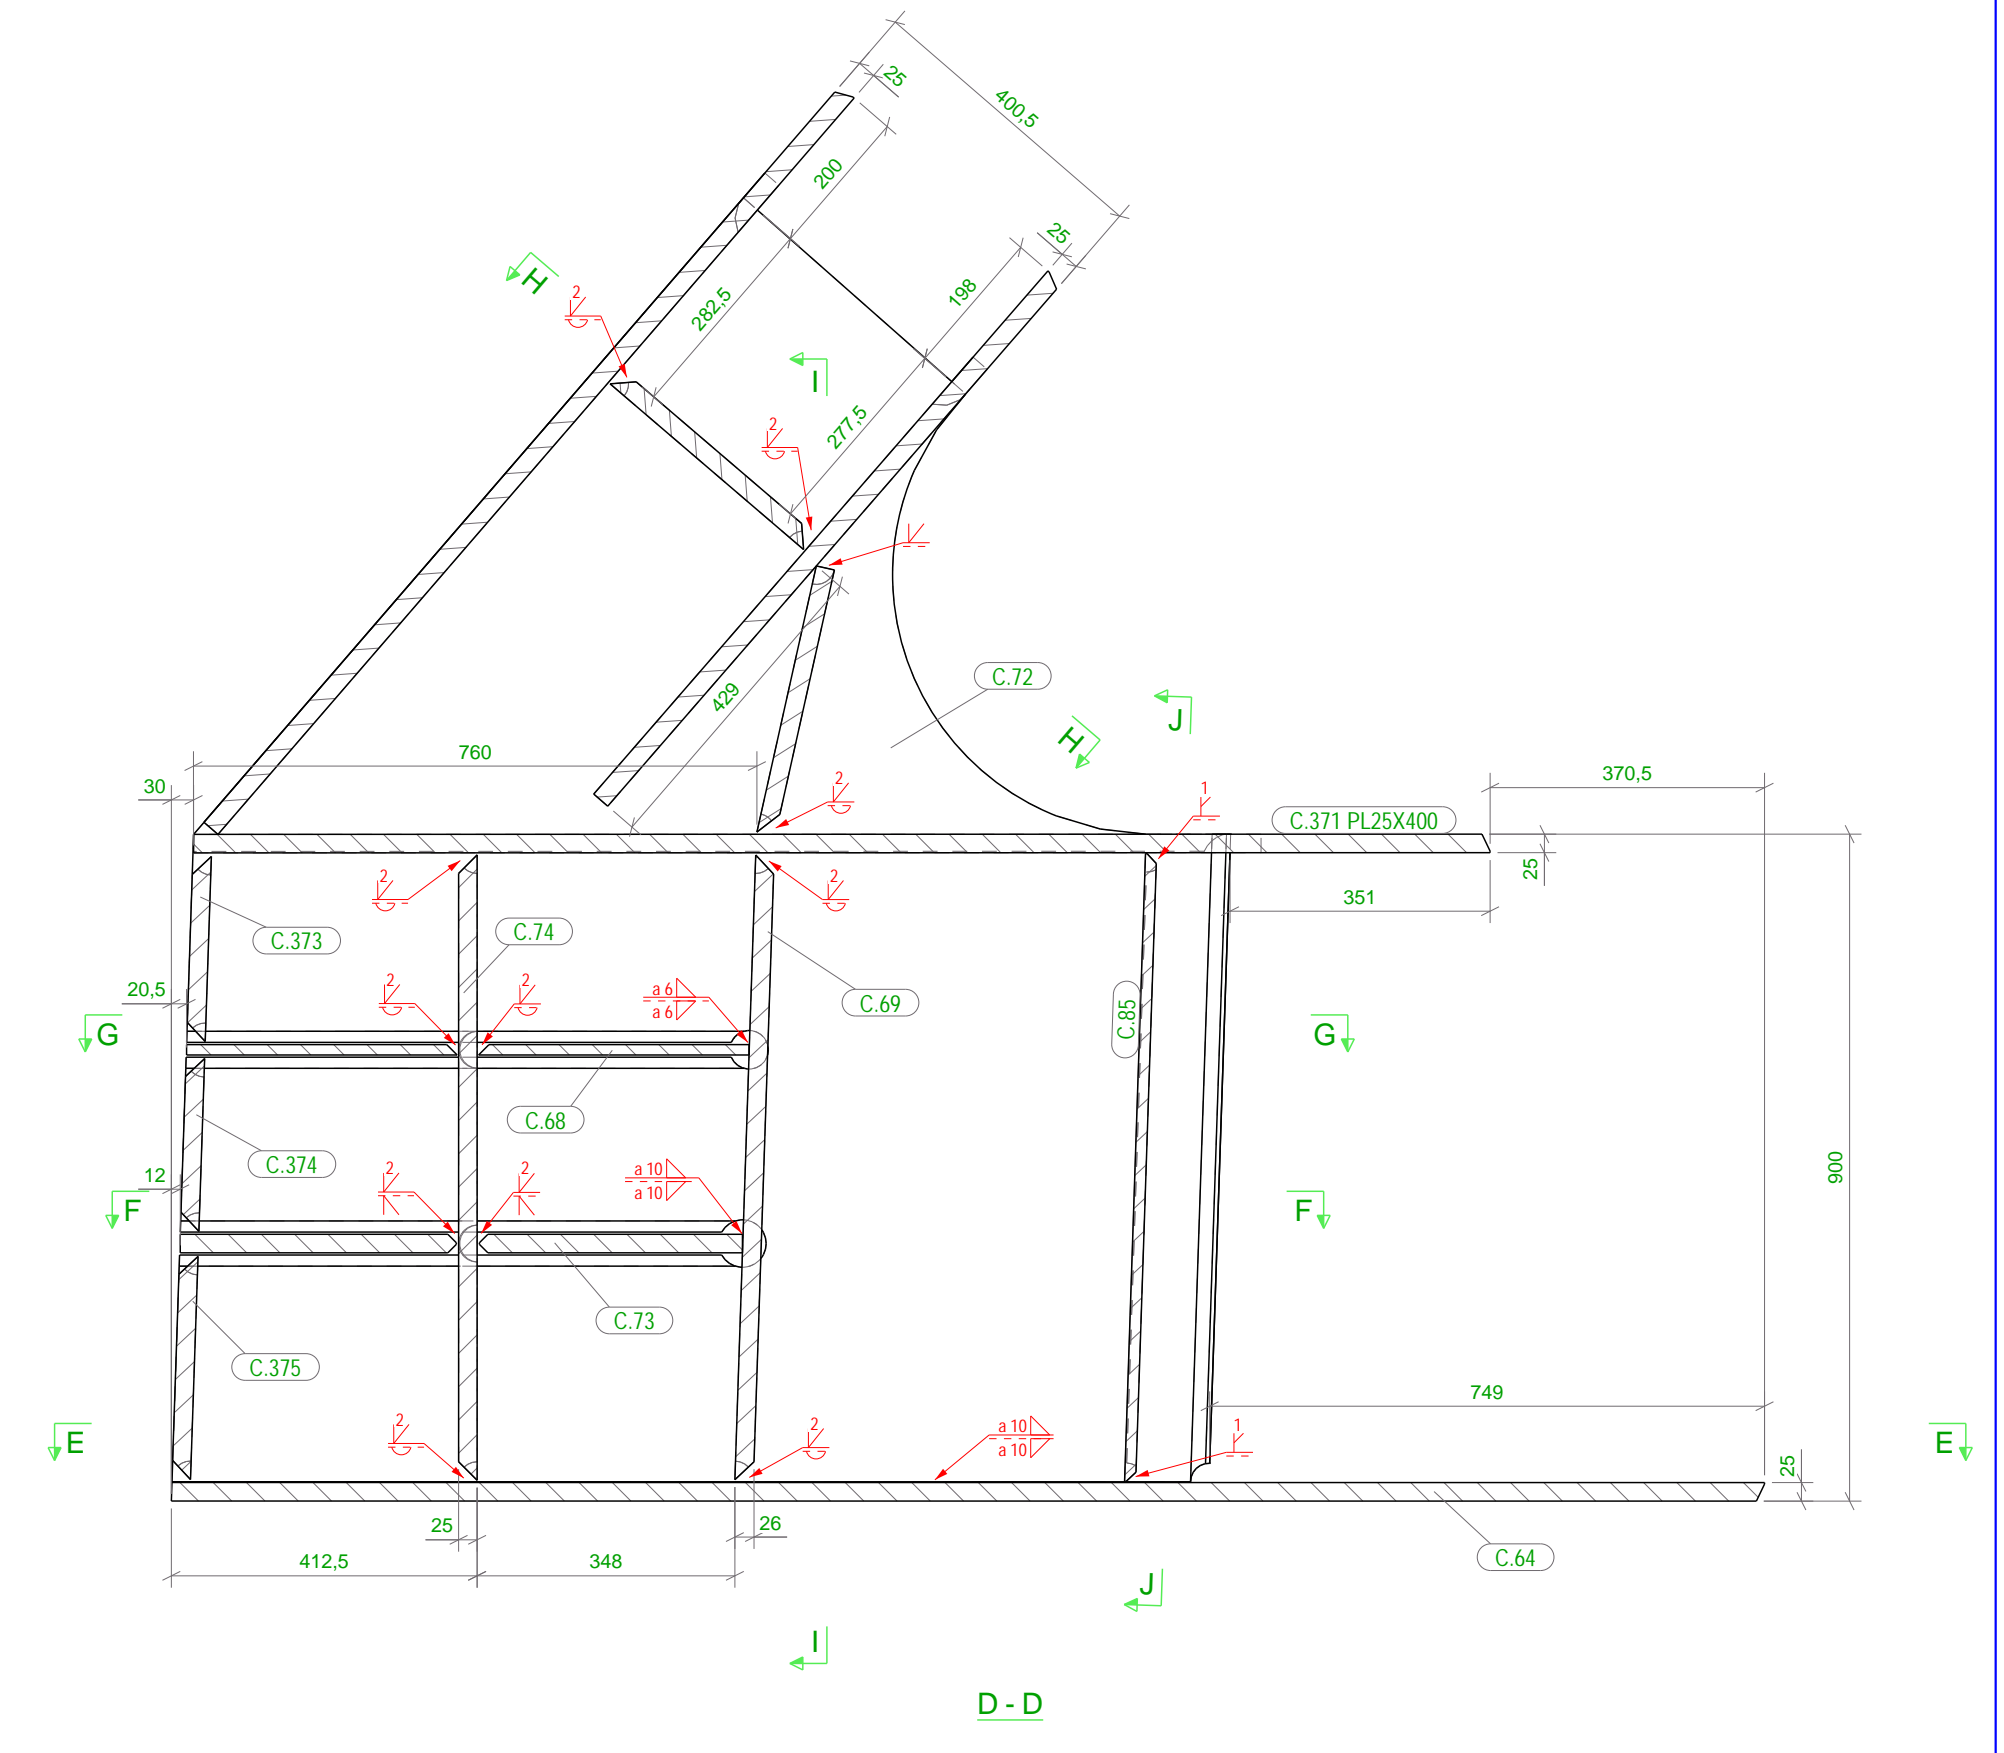 25
400,5
200
25
H
2
198
282,5
I
2
277,5
C.72
429
J
H
760
30
2
1
370,5
C.371 PL25X400
25
2
2
351
C.373
C.74
20,5
2
2
a 6
a 6
C.69
C.85
G
G
C.68
12
C.374
2
2
a 10
a 10
900
F
F
C.73
C.375
749
E
2
2
a 10
a 10
1
E
25
25
26
412,5
348
C.64
J
I
D - D